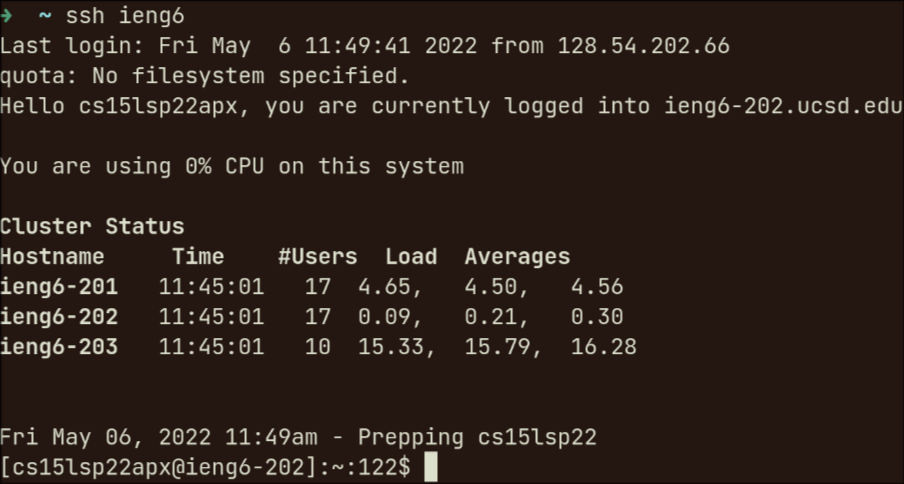 → ~ ssh ieng6
Last login: Fri May  6 11:49:41 2022 from 128.54.202.66
quota: No filesystem specified.
Hello cs15lsp22apx, you are currently logged into ieng6-202.ucsd.edu
You are using 0% CPU on this system
Cluster Status
Hostname     Time    #Users  Load  Averages
ieng6-201   11:45:01   17  4.65,   4.50,   4.56
ieng6-202   11:45:01   17  0.09,   0.21,   0.30
ieng6-203   11:45:01   10  15.33,  15.79,  16.28
Fri May 06, 2022 11:49am - Prepping cs15lsp22
[cs15lsp22apx@ieng6-202]:~:122$